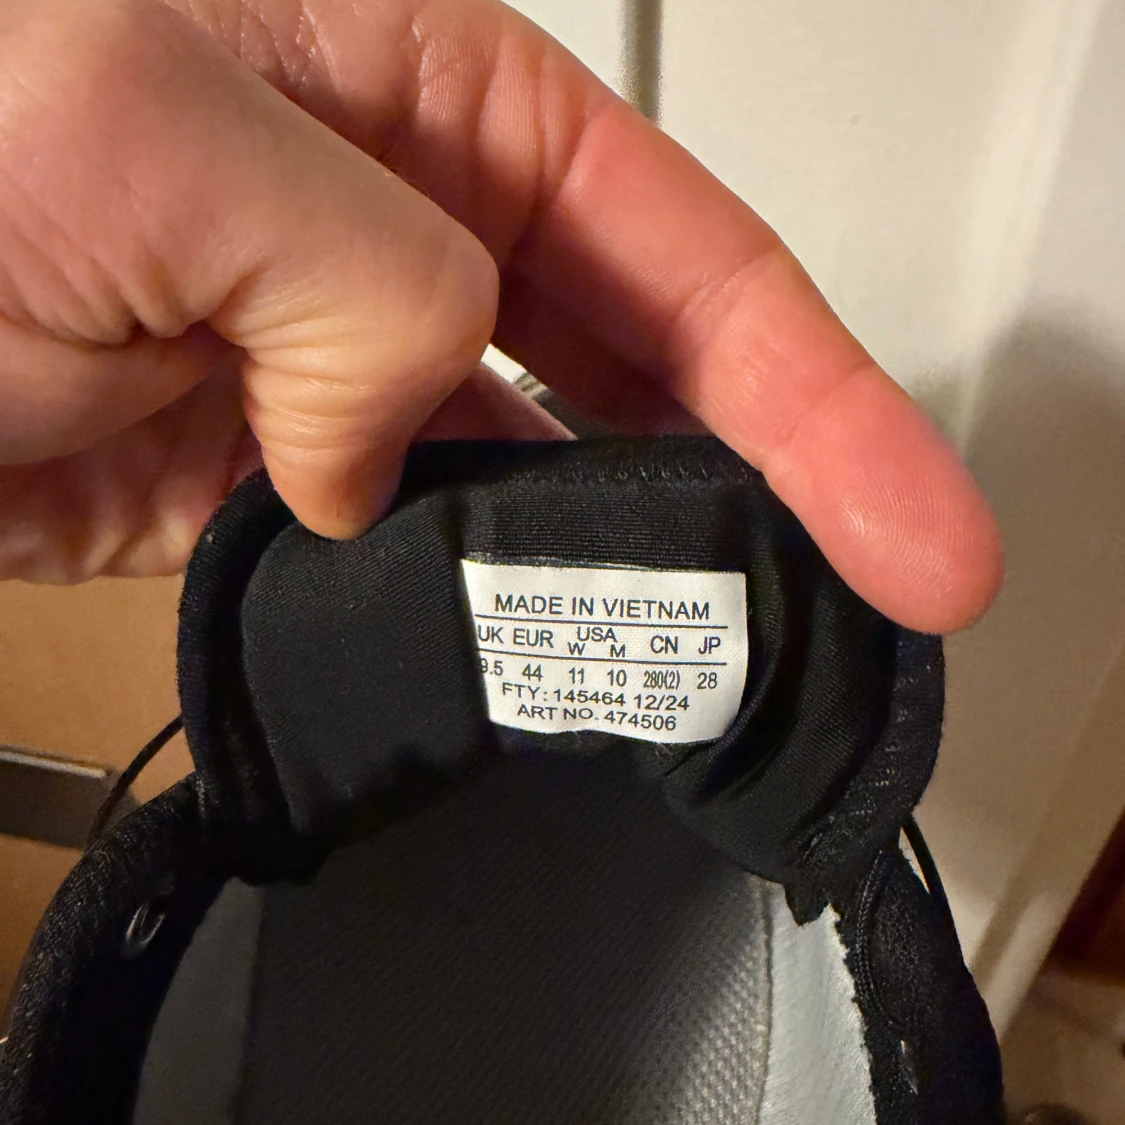 MADE IN VIETNAM
UK EUR USA CN JP
W M
9.5 44 11 10 280(2) 28
FTY: 145464 12/24
ART NO. 474506